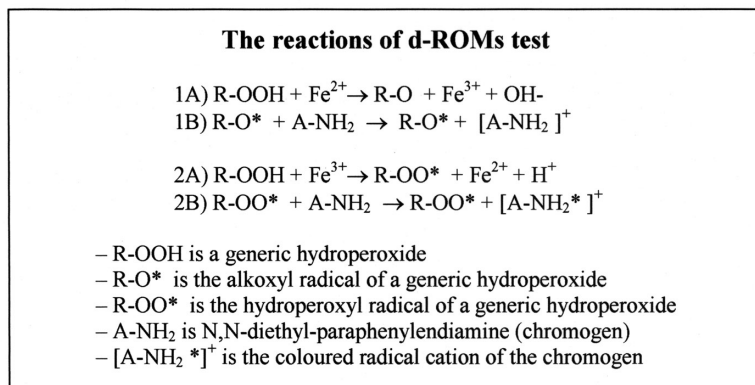 The reactions of d-ROMs test
1A) R-OOH + Fe²⁺→ R-O + Fe³⁺ + OH-
1B) R-O* + A-NH₂ → R-O* + [A-NH₂ ]⁺
2A) R-OOH + Fe³⁺→ R-OO* + Fe²⁺ + H⁺
2B) R-OO* + A-NH₂ → R-OO* + [A-NH₂* ]⁺
– R-OOH is a generic hydroperoxide
– R-O* is the alkoxyl radical of a generic hydroperoxide
– R-OO* is the hydroperoxyl radical of a generic hydroperoxide
– A-NH₂ is N,N-diethyl-paraphenylendiamine (chromogen)
– [A-NH₂ *]⁺ is the coloured radical cation of the chromogen